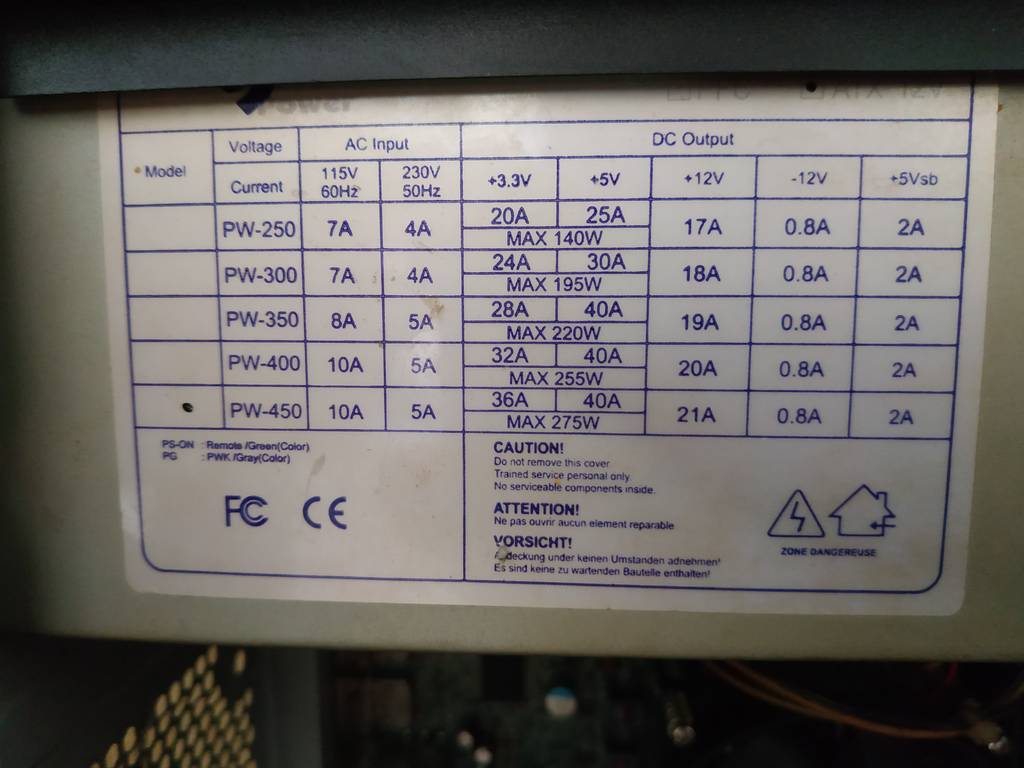 Power
PFC ATX 12V
Model Voltage AC Input DC Output
Current 115V 60Hz 230V 50Hz +3.3V +5V +12V -12V +5Vsb
PW-250 7A 4A 20A 25A 17A 0.8A 2A
MAX 140W
PW-300 7A 4A 24A 30A 18A 0.8A 2A
MAX 195W
PW-350 8A 5A 28A 40A 19A 0.8A 2A
MAX 220W
PW-400 10A 5A 32A 40A 20A 0.8A 2A
MAX 255W
PW-450 10A 5A 36A 40A 21A 0.8A 2A
MAX 275W
PS-ON : Remote /Green(Color)
PG : PWK /Gray(Color)
FC CE
CAUTION!
Do not remove this cover
Trained service personal only.
No serviceable components inside.
ATTENTION!
Ne pas ouvrir aucun element reparable
VORSICHT!
deckung under keinen Umstanden adnehmen!
Es sind keine zu wartenden Bautelle enthalten!
ZONE DANGEREUSE